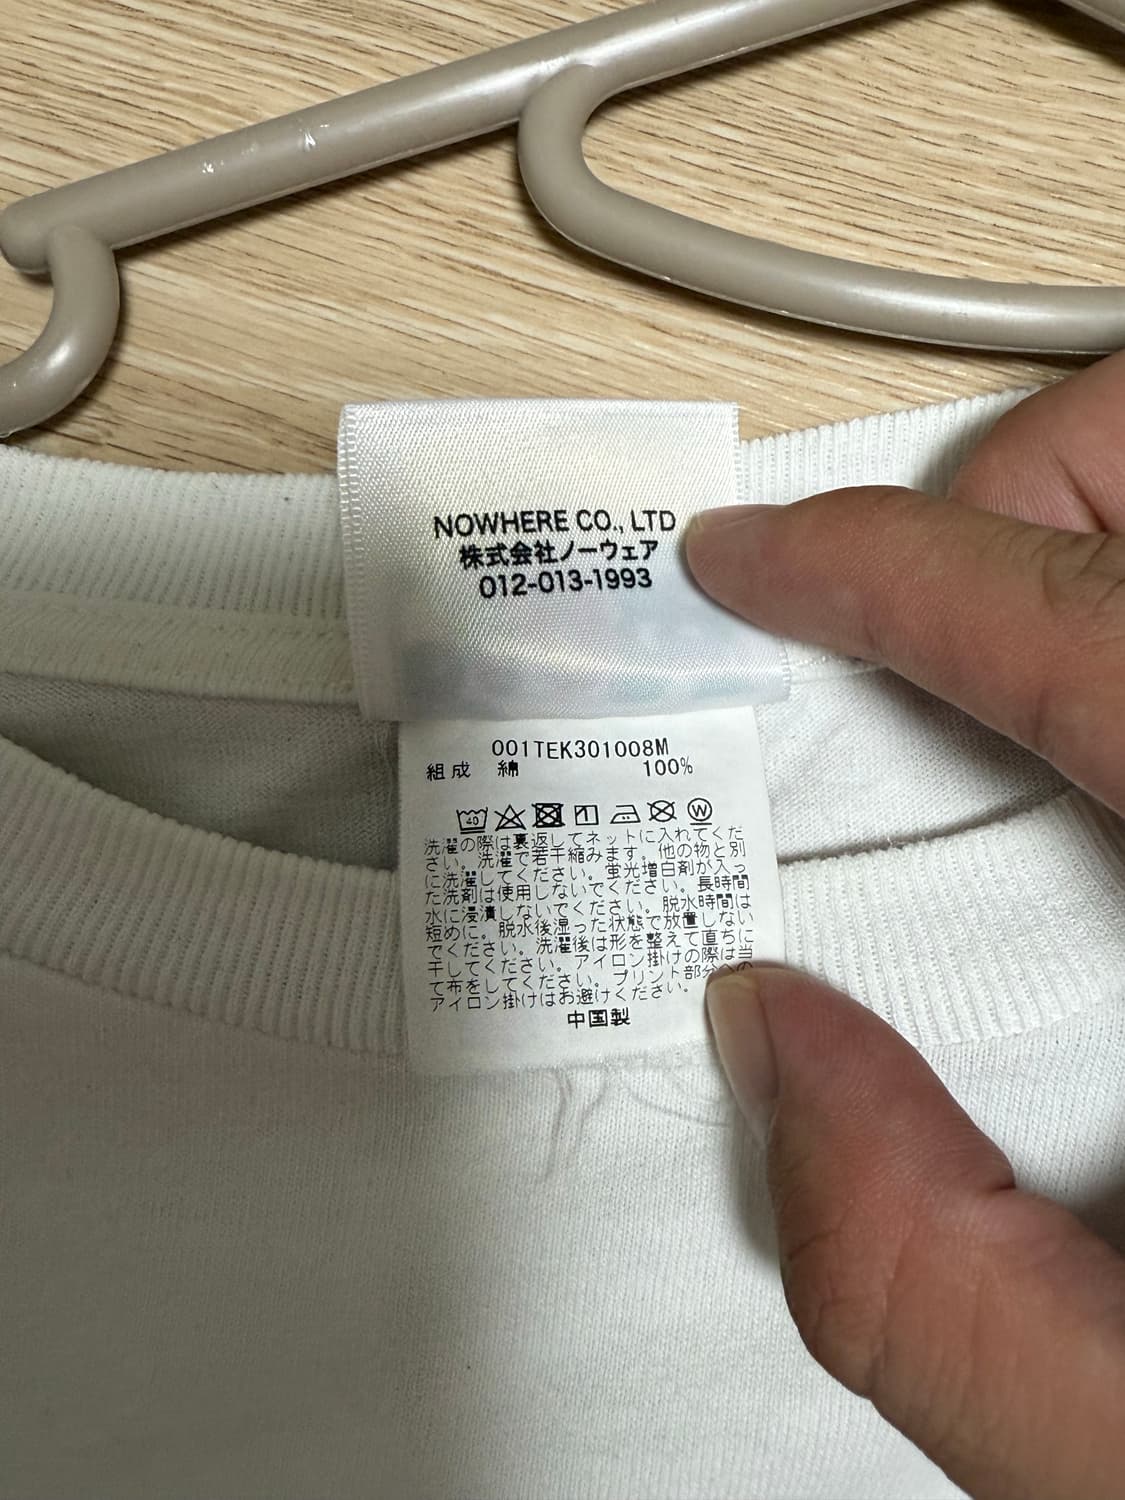 NOWHERE CO., LTD
株式会社ノーウェア
012-013-1993
001TEK301008M
組成 綿 100%
40 1 W
洗濯の際は裏返してネットに入れてくだ
さい。洗濯で若干縮みます。他の物と別
に洗濯してください。蛍光増白剤が入っ
た洗剤は使用しないでください。長時間
水に浸漬しないでください。脱水時間は
短めに。脱水後湿った状態で放置しない
でください。洗濯後は形を整えて直ちに
干してください。アイロン掛けの際は当
て布をしてください。プリント部分への
アイロン掛けはお避けください。
中国製